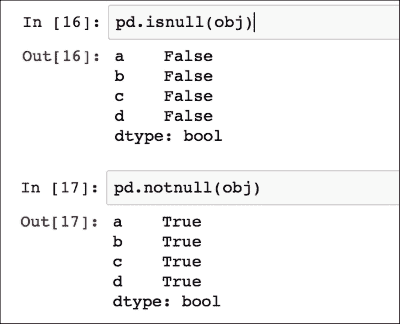 In [16]: pd.isnull(obj)
Out[16]: a    False
b    False
c    False
d    False
dtype: bool
In [17]: pd.notnull(obj)
Out[17]: a    True
b    True
c    True
d    True
dtype: bool